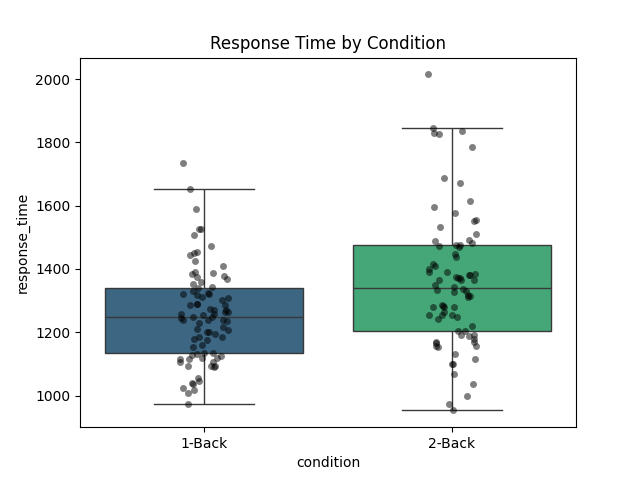 Response Time by Condition
2000
1800
1600
1400
1200
1000
response_time
1-Back
2-Back
condition